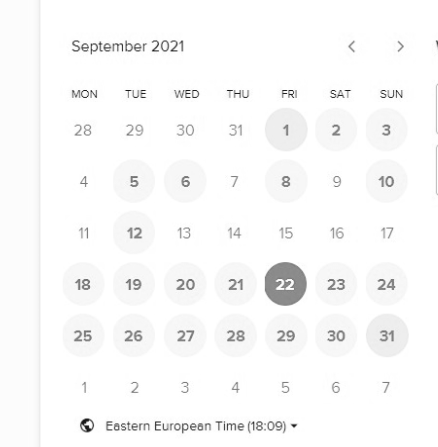 September 2021 < >
MON TUE WED THU FRI SAT SUN
28 29 30 31 1 2 3
4 5 6 7 8 9 10
11 12 13 14 15 16 17
18 19 20 21 22 23 24
25 26 27 28 29 30 31
1 2 3 4 5 6 7
Eastern European Time (18:09)